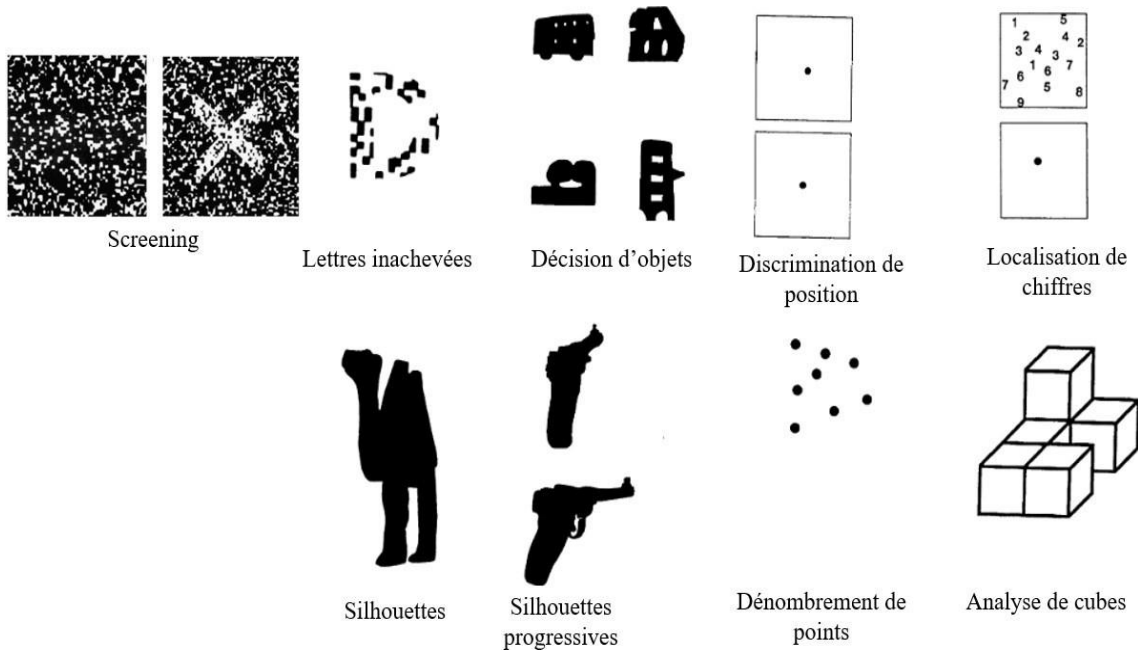 1 5
2 4 2
3 4 3
1 7
6 6
7 5 8
9
Screening
Lettres inachevées
Décision d’objets
Discrimination de
position
Localisation de
chiffres
Silhouettes
Silhouettes
progressives
Dénombrement de
points
Analyse de cubes